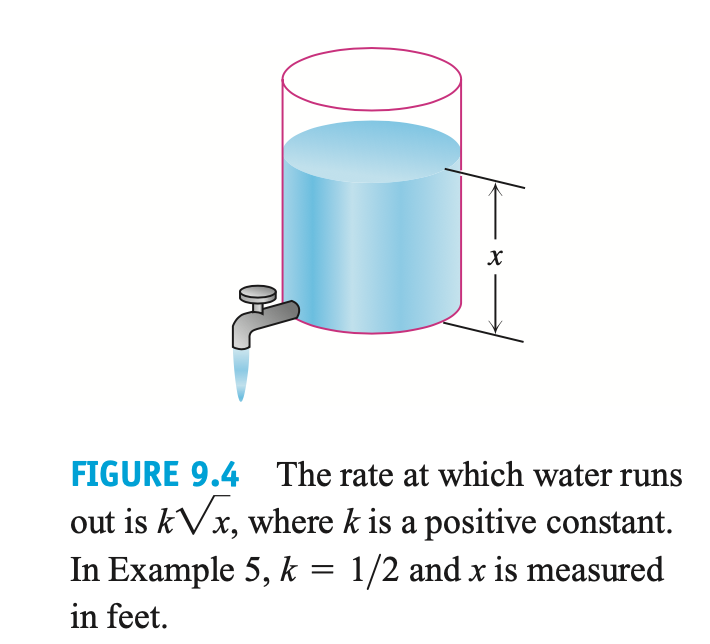 x
FIGURE 9.4 The rate at which water runs
out is k√x, where k is a positive constant.
In Example 5, k = 1/2 and x is measured
in feet.